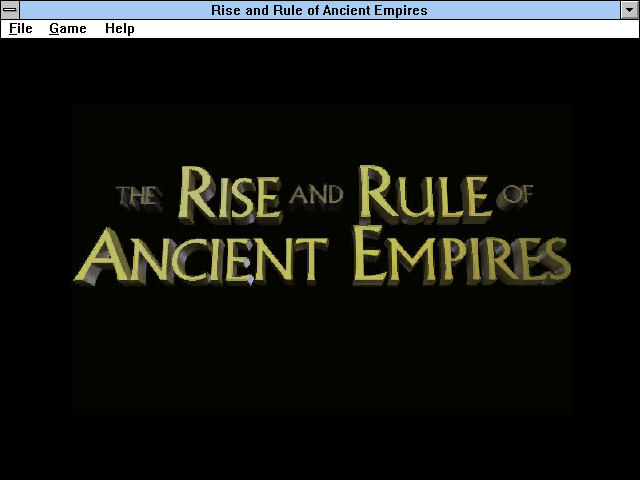 Rise and Rule of Ancient Empires
File Game Help
THE RISE AND RULE OF
ANCIENT EMPIRES